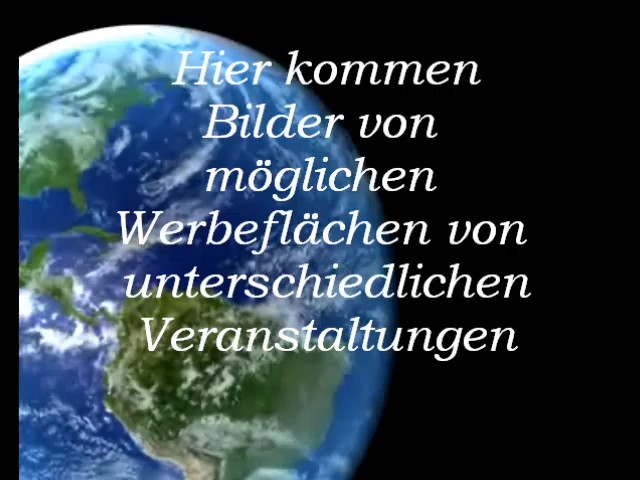 Hier kommen
Bilder von
möglichen
Werbeflächen von
unterschiedlichen
Veranstaltungen